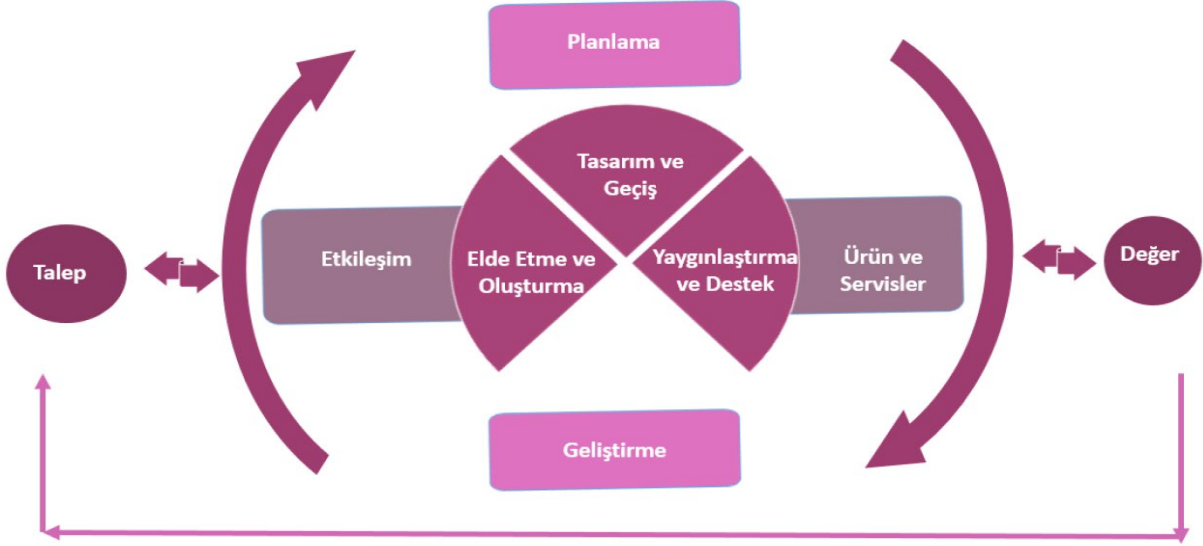 Planlama
Tasarım ve
Geçiş
Talep
Etkileşim
Elde Etme ve
Oluşturma
Yaygınlaştırma
ve Destek
Ürün ve
Servisler
Değer
Geliştirme